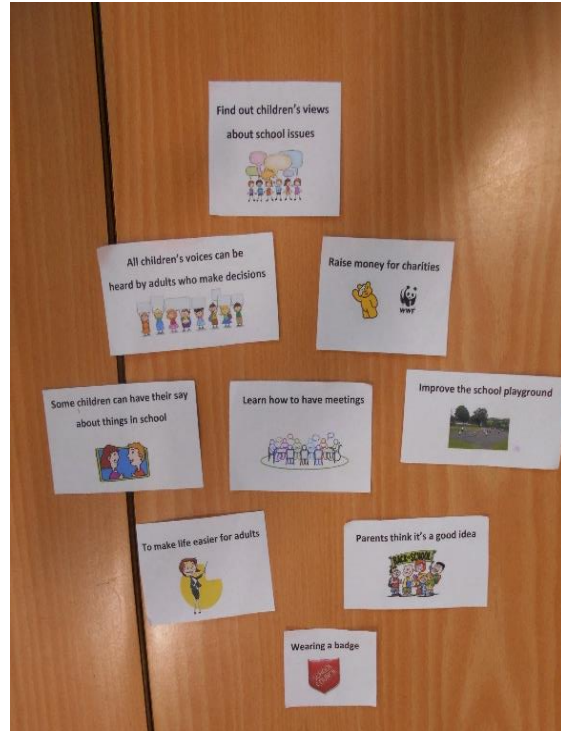 Find out children's views
about school issues
All children's voices can be
heard by adults who make decisions
Raise money for charities
WWF
Some children can have their say
about things in school
Learn how to have meetings
Improve the school playground
To make life easier for adults
Parents think it's a good idea
BACK-SCHOOL
Wearing a badge
SCHOOL
COUNCIL